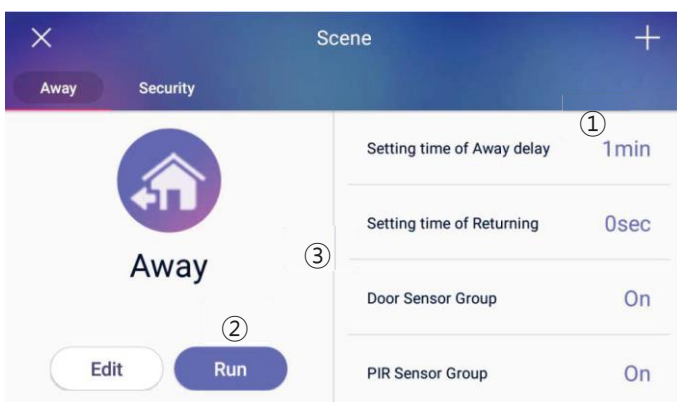 Scene
Away Security
①
Setting time of Away delay 1min
Setting time of Returning 0sec
③
Away
Door Sensor Group On
②
Edit Run
PIR Sensor Group On